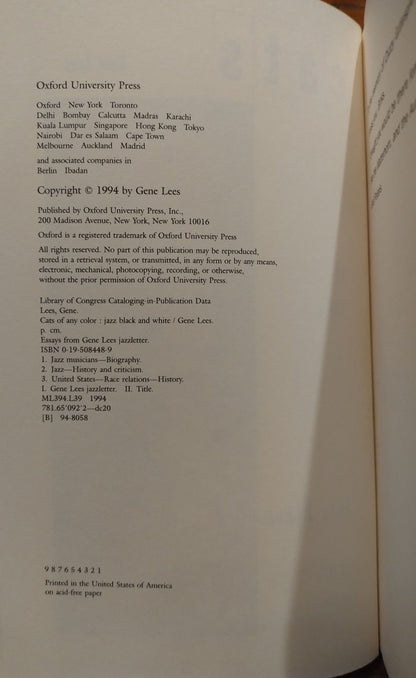 Oxford University Press
Oxford New York Toronto
Delhi Bombay Calcutta Madras Karachi
Kuala Lumpur Singapore Hong Kong Tokyo
Nairobi Dar es Salaam Cape Town
Melbourne Auckland Madrid
and associated companies in
Berlin Ibadan
Copyright © 1994 by Gene Lees
Published by Oxford University Press, Inc.,
200 Madison Avenue, New York, New York 10016
Oxford is a registered trademark of Oxford University Press
All rights reserved. No part of this publication may be reproduced,
stored in a retrieval system, or transmitted, in any form or by any means,
electronic, mechanical, photocopying, recording, or otherwise,
without the prior permission of Oxford University Press.
Library of Congress Cataloging-in-Publication Data
Lees, Gene.
Cats of any color : jazz black and white / Gene Lees.
p. cm.
Essays from Gene Lees jazzletter.
ISBN 0-19-508448-9
1. Jazz musicians—Biography.
2. Jazz—History and criticism.
3. United States—Race relations—History.
I. Gene Lees jazzletter. II. Title.
ML394.L39 1994
781.65'092'2—dc20
[B] 94-8058
9 8 7 6 5 4 3 2 1
Printed in the United States of America
on acid-free paper